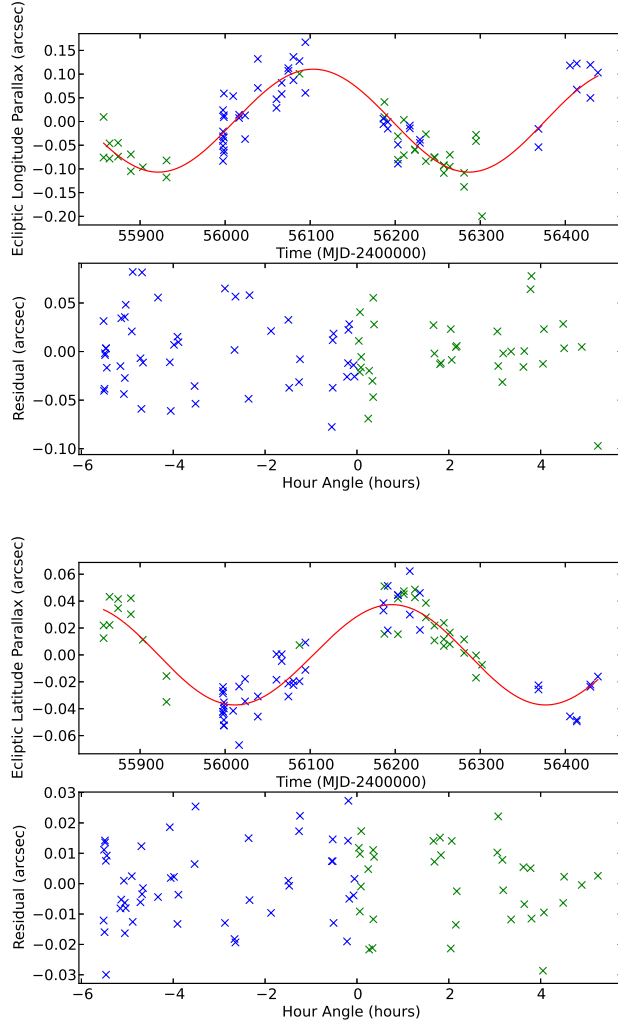 Ecliptic Longitude Parallax (arcsec)
0.15
0.10
0.05
0.00
−0.05
−0.10
−0.15
−0.20
55900 56000 56100 56200 56300 56400
Time (MJD-2400000)
Residual (arcsec)
0.05
0.00
−0.05
−0.10
−6 −4 −2 0 2 4
Hour Angle (hours)
Ecliptic Latitude Parallax (arcsec)
0.06
0.04
0.02
0.00
−0.02
−0.04
−0.06
55900 56000 56100 56200 56300 56400
Time (MJD-2400000)
Residual (arcsec)
0.03
0.02
0.01
0.00
−0.01
−0.02
−0.03
−6 −4 −2 0 2 4
Hour Angle (hours)